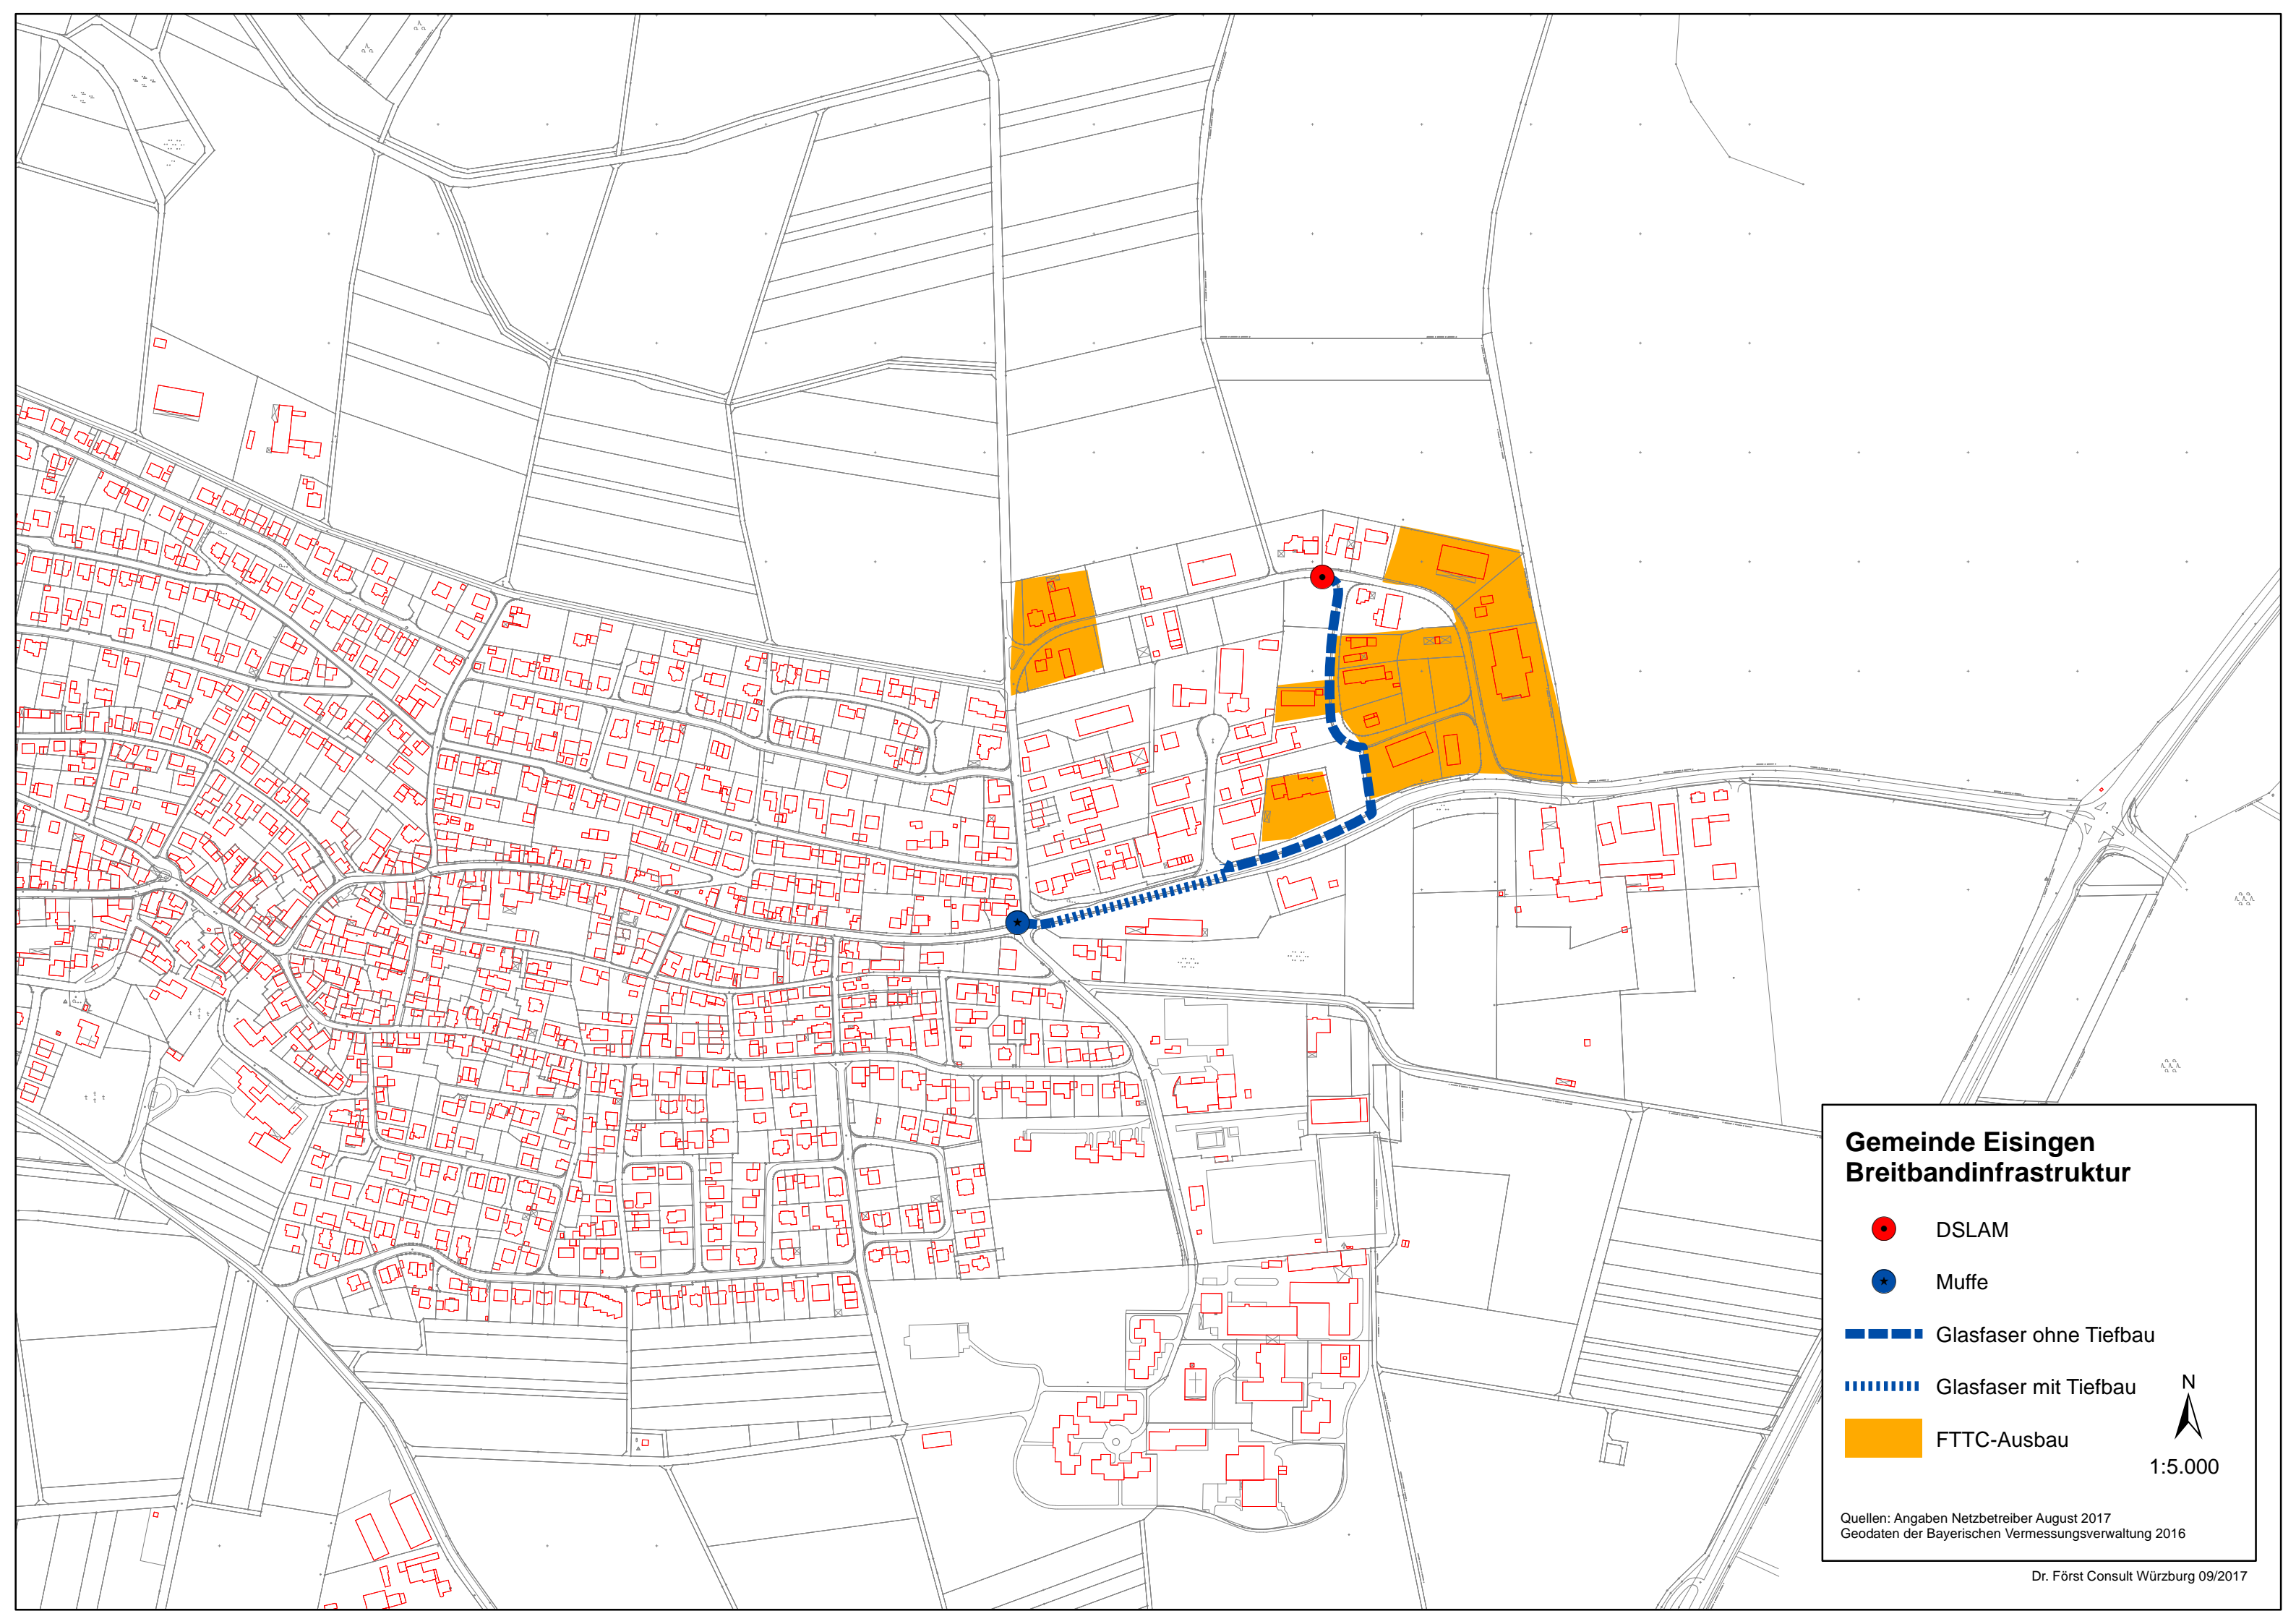 Gemeinde Eisingen
Breitbandinfrastruktur
DSLAM
Muffe
Glasfaser ohne Tiefbau
Glasfaser mit Tiefbau
FTTC-Ausbau
N
1:5.000
Quellen: Angaben Netzbetreiber August 2017
Geodaten der Bayerischen Vermessungsverwaltung 2016
Dr. Först Consult Würzburg 09/2017